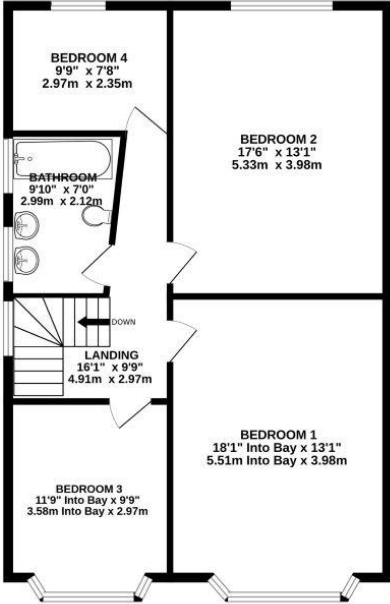 BEDROOM 4
9'9" x 7'8"
2.97m x 2.35m
BEDROOM 2
17'6" x 13'1"
5.33m x 3.98m
BATHROOM
9'10" x 7'0"
2.99m x 2.12m
DOWN
LANDING
16'1" x 9'9"
4.91m x 2.97m
BEDROOM 1
18'1" Into Bay x 13'1"
5.51m Into Bay x 3.98m
BEDROOM 3
11'9" Into Bay x 9'9"
3.58m Into Bay x 2.97m